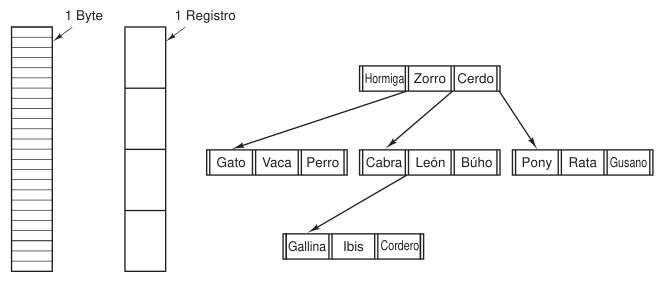 1 Byte
1 Registro
Hormiga Zorro Cerdo
Gato Vaca Perro
Cabra León Búho
Pony Rata Gusano
Gallina Ibis Cordero